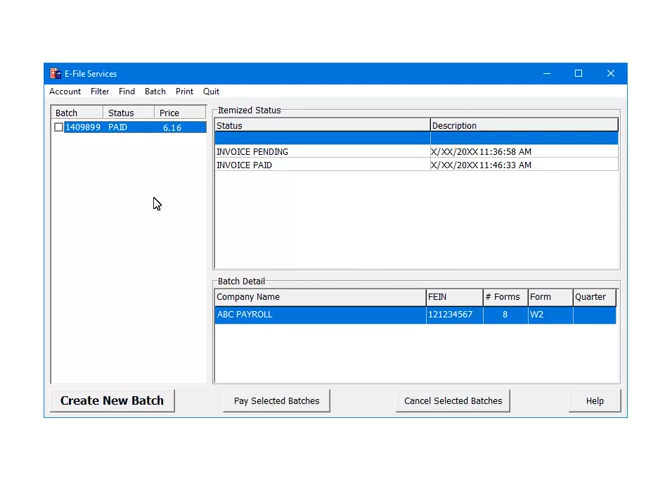 E-File Services
Account Filter Find Batch Print Quit
Batch Status Price
1409899 PAID 6.16
Itemized Status
Status Description
INVOICE PENDING X/XX/20XX 11:36:58 AM
INVOICE PAID X/XX/20XX 11:46:33 AM
Batch Detail
Company Name FEIN # Forms Form Quarter
ABC PAYROLL 121234567 8 W2
Create New Batch Pay Selected Batches Cancel Selected Batches Help